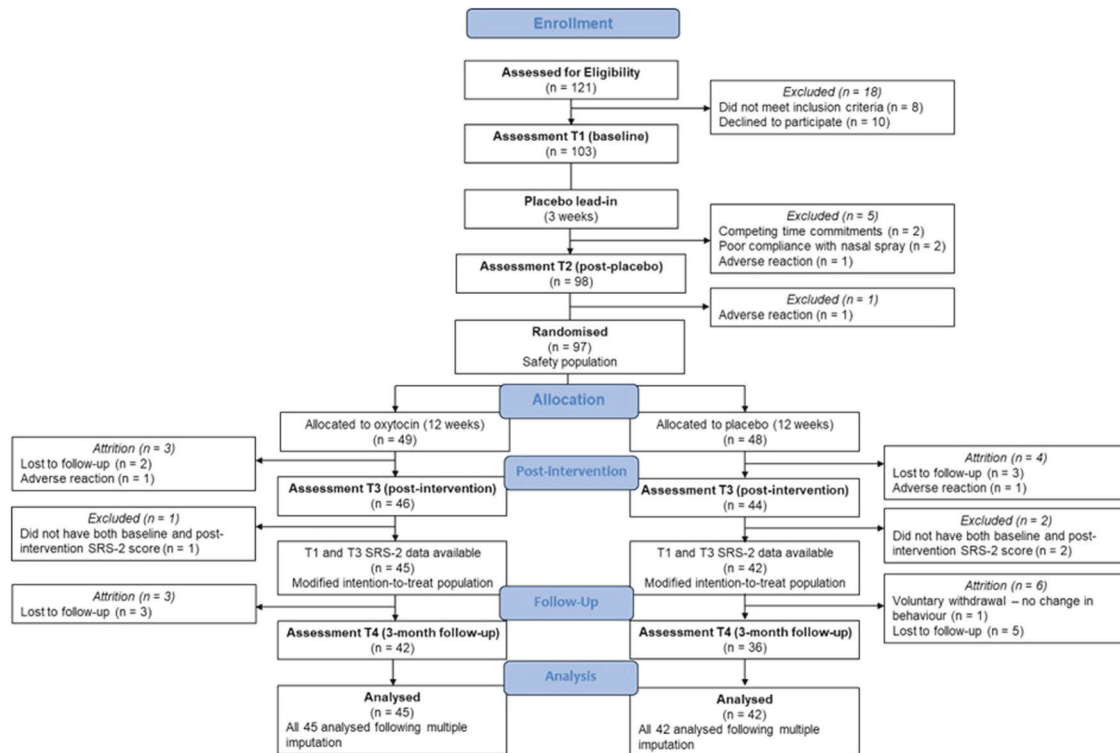 Enrollment
Assessed for Eligibility
(n = 121)
Excluded (n = 18)
Did not meet inclusion criteria (n = 8)
Declined to participate (n = 10)
Assessment T1 (baseline)
(n = 103)
Placebo lead-in
(3 weeks)
Excluded (n = 5)
Competing time commitments (n = 2)
Poor compliance with nasal spray (n = 2)
Adverse reaction (n = 1)
Assessment T2 (post-placebo)
(n = 98)
Excluded (n = 1)
Adverse reaction (n = 1)
Randomised
(n = 97)
Safety population
Allocation
Allocated to oxytocin (12 weeks)
(n = 49)
Allocated to placebo (12 weeks)
(n = 48)
Attrition (n = 3)
Lost to follow-up (n = 2)
Adverse reaction (n = 1)
Attrition (n = 4)
Lost to follow-up (n = 3)
Adverse reaction (n = 1)
Post-Intervention
Assessment T3 (post-intervention)
(n = 46)
Assessment T3 (post-intervention)
(n = 44)
Excluded (n = 1)
Did not have both baseline and post-
intervention SRS-2 score (n = 1)
Excluded (n = 2)
Did not have both baseline and post-
intervention SRS-2 score (n = 2)
T1 and T3 SRS-2 data available
(n = 45)
Modified intention-to-treat population
T1 and T3 SRS-2 data available
(n = 42)
Modified intention-to-treat population
Attrition (n = 3)
Lost to follow-up (n = 3)
Follow-Up
Attrition (n = 6)
Voluntary withdrawal – no change in
behaviour (n = 1)
Lost to follow-up (n = 5)
Assessment T4 (3-month follow-up)
(n = 42)
Assessment T4 (3-month follow-up)
(n = 36)
Analysis
Analysed
(n = 45)
All 45 analysed following multiple
imputation
Analysed
(n = 42)
All 42 analysed following multiple
imputation